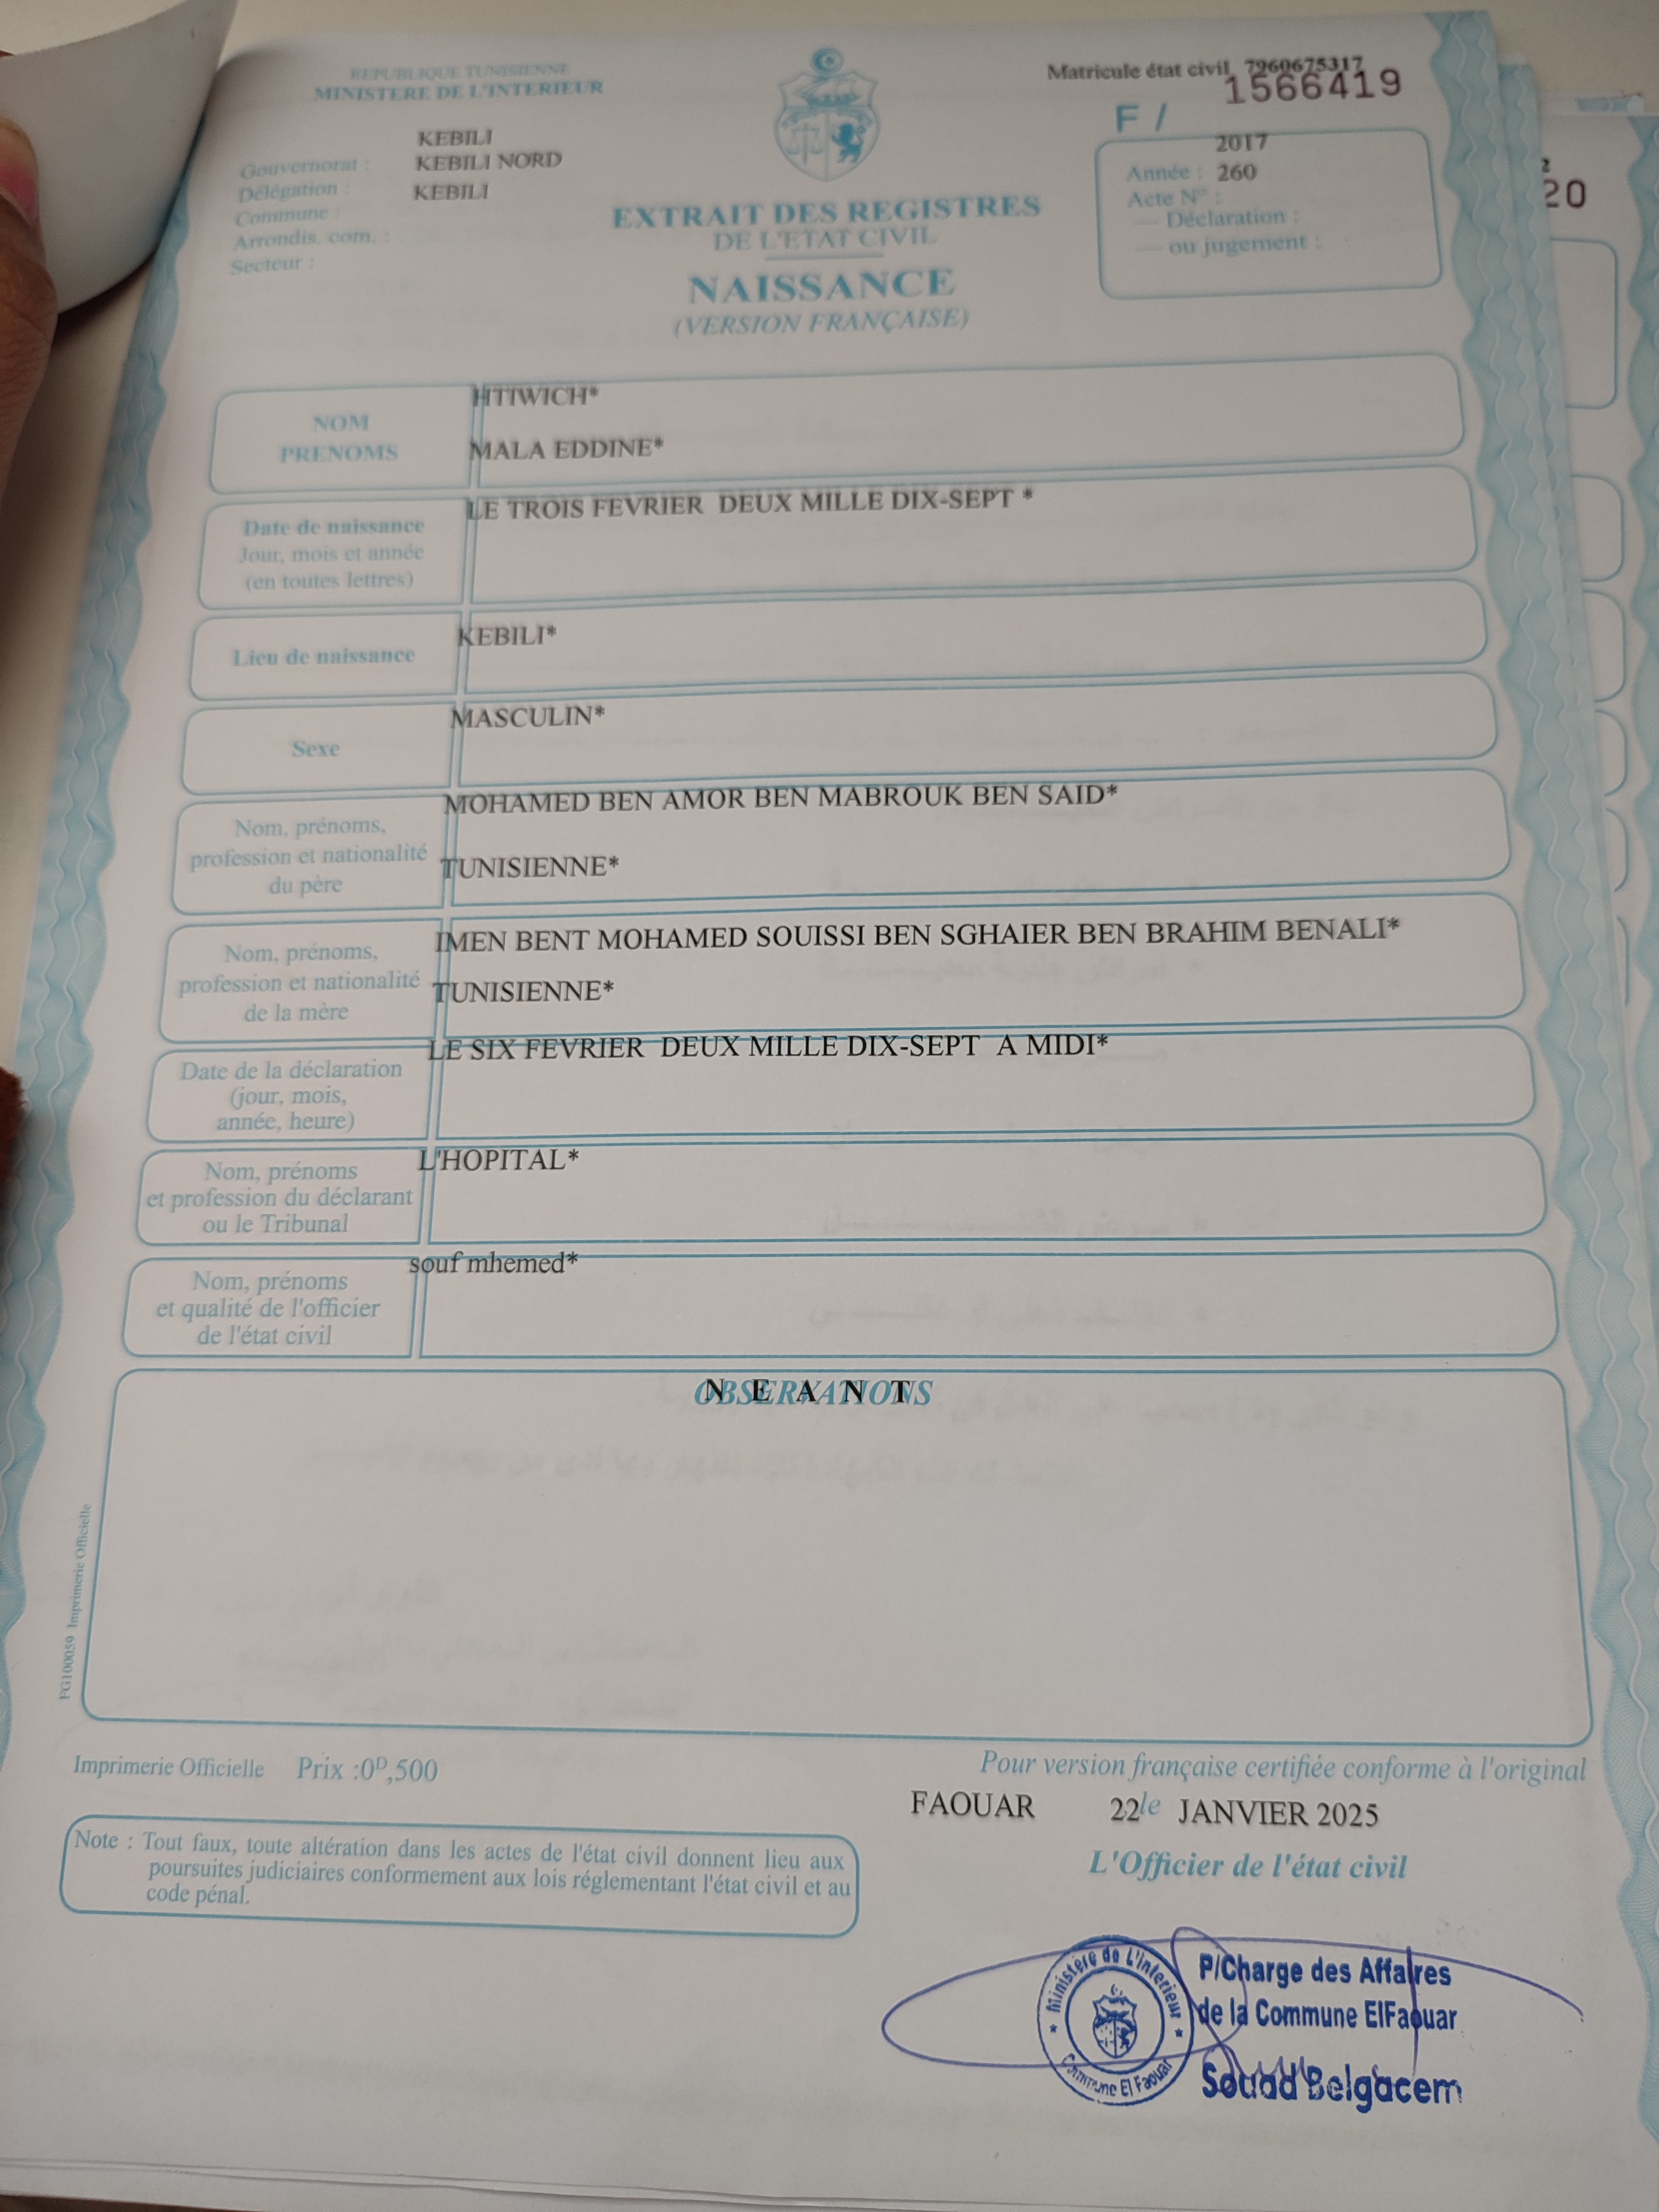 REPUBLIQUE TUNISIENNE
MINISTERE DE L'INTERIEUR
Matricule état civil 7960675317
1566419
F /
KEBILI
Gouvernorat : KEBILI NORD
Délégation : KEBILI
Commune :
Arrondis. com. :
Secteur :
2017
Année : 260
Acte N° :
— Déclaration :
— ou jugement :
20
EXTRAIT DES REGISTRES
DE L'ETAT CIVIL
NAISSANCE
(VERSION FRANÇAISE)
NOM
PRENOMS
HTIWICH*
MALA EDDINE*
Date de naissance
Jour, mois et année
(en toutes lettres)
LE TROIS FEVRIER DEUX MILLE DIX-SEPT *
Lieu de naissance
KEBILI*
Sexe
MASCULIN*
Nom, prénoms,
profession et nationalité
du père
MOHAMED BEN AMOR BEN MABROUK BEN SAID*
TUNISIENNE*
Nom, prénoms,
profession et nationalité
de la mère
IMEN BENT MOHAMED SOUISSI BEN SGHAIER BEN BRAHIM BENALI*
TUNISIENNE*
Date de la déclaration
(jour, mois,
année, heure)
LE SIX FEVRIER DEUX MILLE DIX-SEPT A MIDI*
Nom, prénoms
et profession du déclarant
ou le Tribunal
L'HOPITAL*
Nom, prénoms
et qualité de l'officier
de l'état civil
souf mhemed*
OBSERVATIONS
N E A N T
FG100059 Imprimerie Officielle
Imprimerie Officielle Prix :0D,500
Pour version française certifiée conforme à l'original
FAOUAR 22 le JANVIER 2025
L'Officier de l'état civil
Note : Tout faux, toute altération dans les actes de l'état civil donnent lieu aux
poursuites judiciaires conformement aux lois réglementant l'état civil et au
code pénal.
Ministère de L'Interieur
Commune El Faouar
P/Charge des Affaires
de la Commune ElFaouar
Souad Belgacem